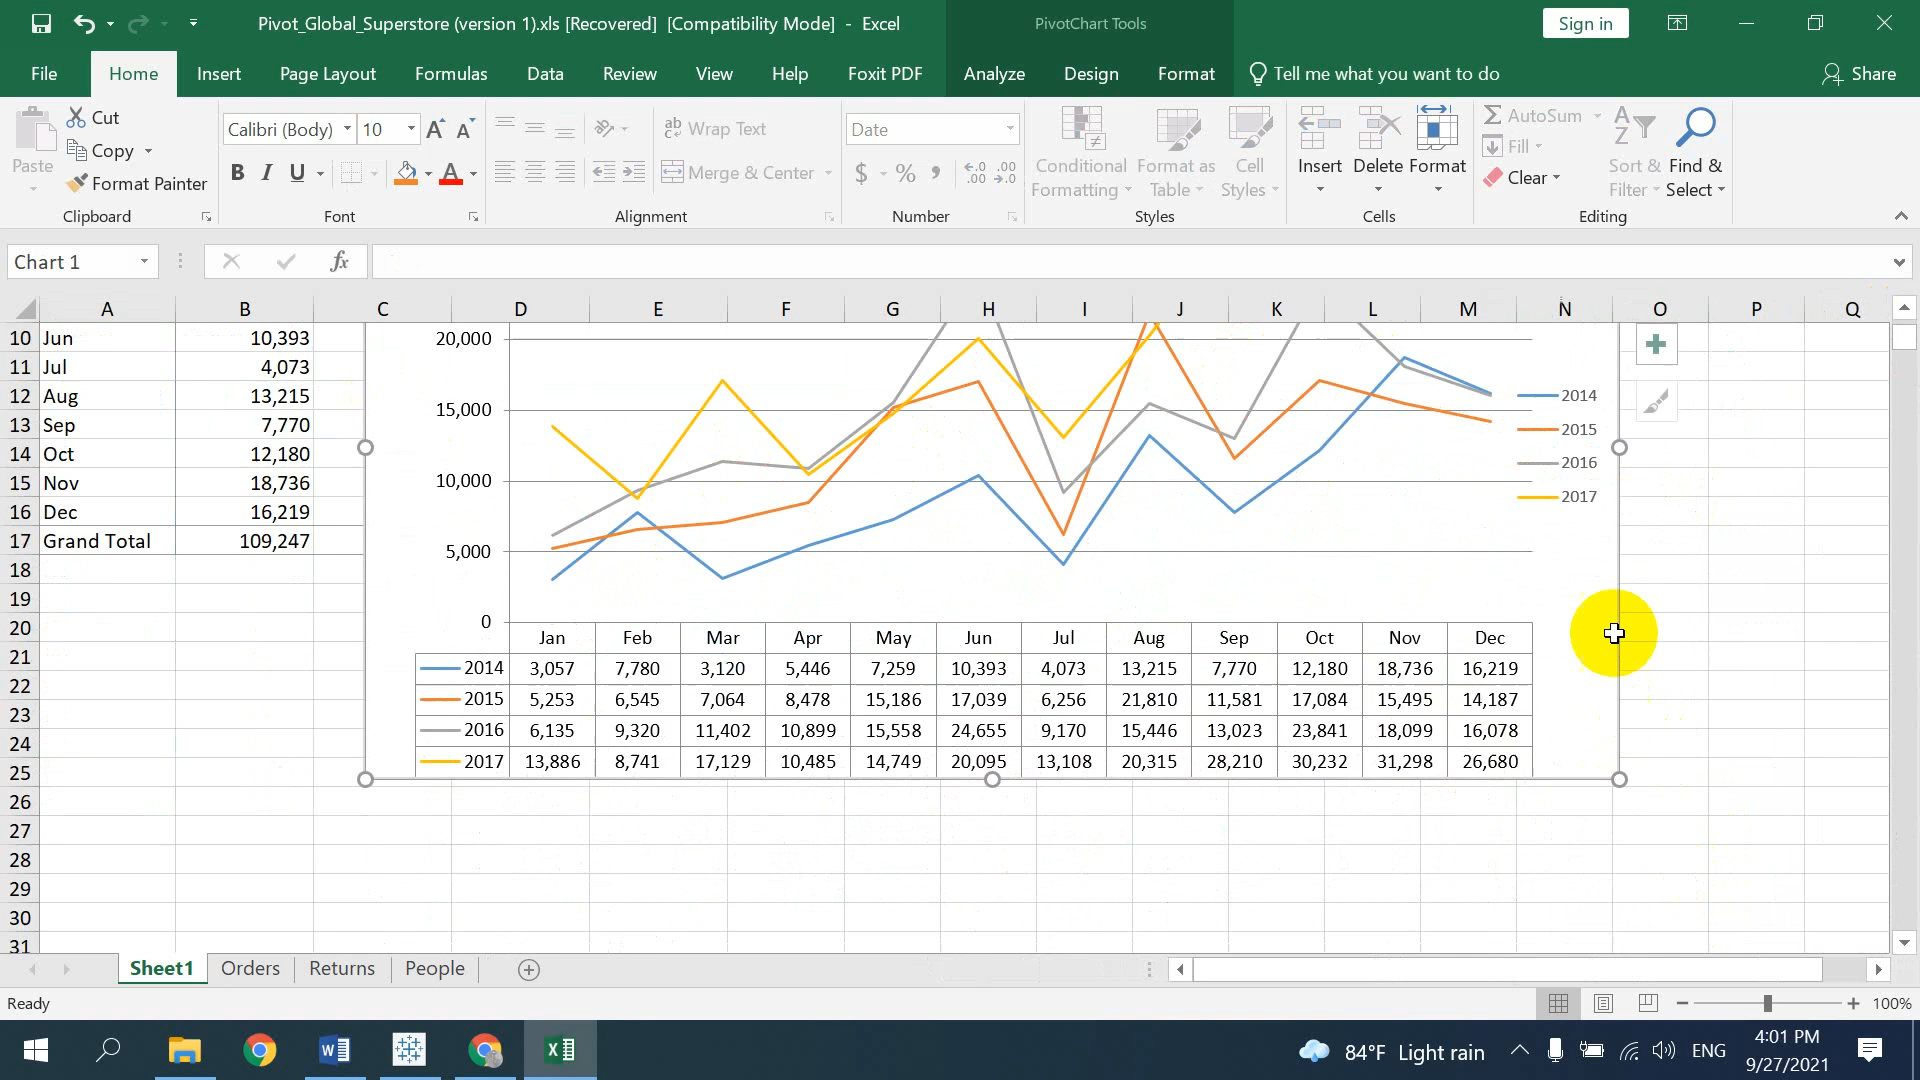 Pivot_Global_Superstore (version 1).xls [Recovered] [Compatibility Mode] - Excel
PivotChart Tools
Sign in
File Home Insert Page Layout Formulas Data Review View Help Foxit PDF Analyze Design Format Tell me what you want to do Share
Paste
Cut
Copy
Format Painter
Clipboard
Calibri (Body) 10
B I U
Font
Wrap Text
Merge & Center
Alignment
Date
$ % ,
Number
Conditional Formatting
Format as Table
Cell Styles
Styles
Insert Delete Format
Cells
AutoSum
Fill
Clear
Sort & Filter
Find & Select
Editing
Chart 1
fx
A B C D E F G H I J K L M N O P Q
10 Jun 10,393
11 Jul 4,073
12 Aug 13,215
13 Sep 7,770
14 Oct 12,180
15 Nov 18,736
16 Dec 16,219
17 Grand Total 109,247
18
19
20
21
22
23
24
25
26
27
28
29
30
31
20,000
15,000
10,000
5,000
0
2014
2015
2016
2017
Jan Feb Mar Apr May Jun Jul Aug Sep Oct Nov Dec
2014 3,057 7,780 3,120 5,446 7,259 10,393 4,073 13,215 7,770 12,180 18,736 16,219
2015 5,253 6,545 7,064 8,478 15,186 17,039 6,256 21,810 11,581 17,084 15,495 14,187
2016 6,135 9,320 11,402 10,899 15,558 24,655 9,170 15,446 13,023 23,841 18,099 16,078
2017 13,886 8,741 17,129 10,485 14,749 20,095 13,108 20,315 28,210 30,232 31,298 26,680
Sheet1 Orders Returns People
Ready
100%
84°F Light rain
ENG
4:01 PM
9/27/2021